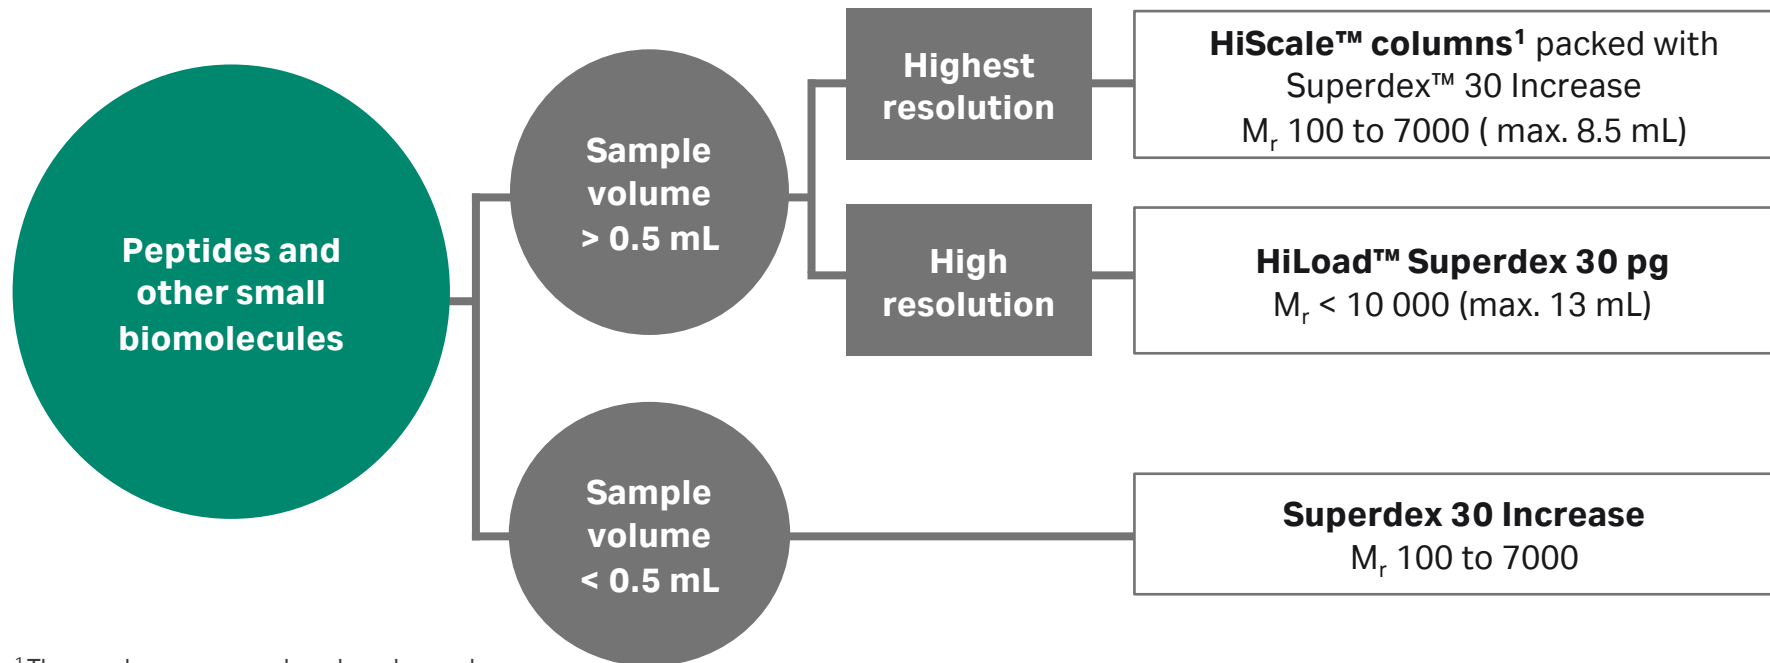 Peptides and
other small
biomolecules
Sample
volume
> 0.5 mL
Highest
resolution
HiScale™ columns¹ packed with
Superdex™ 30 Increase
Mᵣ 100 to 7000 ( max. 8.5 mL)
High
resolution
HiLoad™ Superdex 30 pg
Mᵣ < 10 000 (max. 13 mL)
Sample
volume
< 0.5 mL
Superdex 30 Increase
Mᵣ 100 to 7000